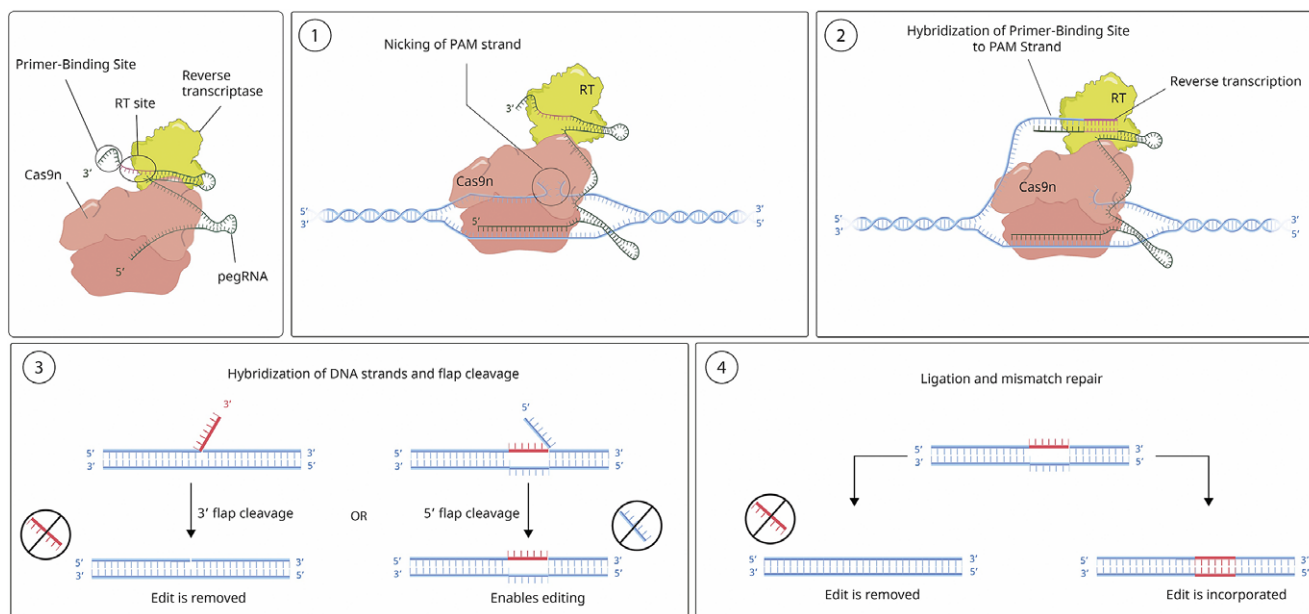 Primer-Binding Site
RT site
Reverse
transcriptase
3'
Cas9n
5'
pegRNA
1
Nicking of PAM strand
3'
RT
Cas9n
5'
5'
3'
3'
5'
2
Hybridization of Primer-Binding Site
to PAM Strand
RT
Reverse transcription
Cas9n
5'
3'
3'
5'
3
Hybridization of DNA strands and flap cleavage
3'
5'
3'
3'
5'
3' flap cleavage
5'
3'
3'
5'
Edit is removed
OR
5'
5'
3'
3'
5'
5' flap cleavage
5'
3'
3'
5'
Enables editing
4
Ligation and mismatch repair
5'
3'
3'
5'
5'
3'
3'
5'
Edit is removed
5'
3'
3'
5'
Edit is incorporated